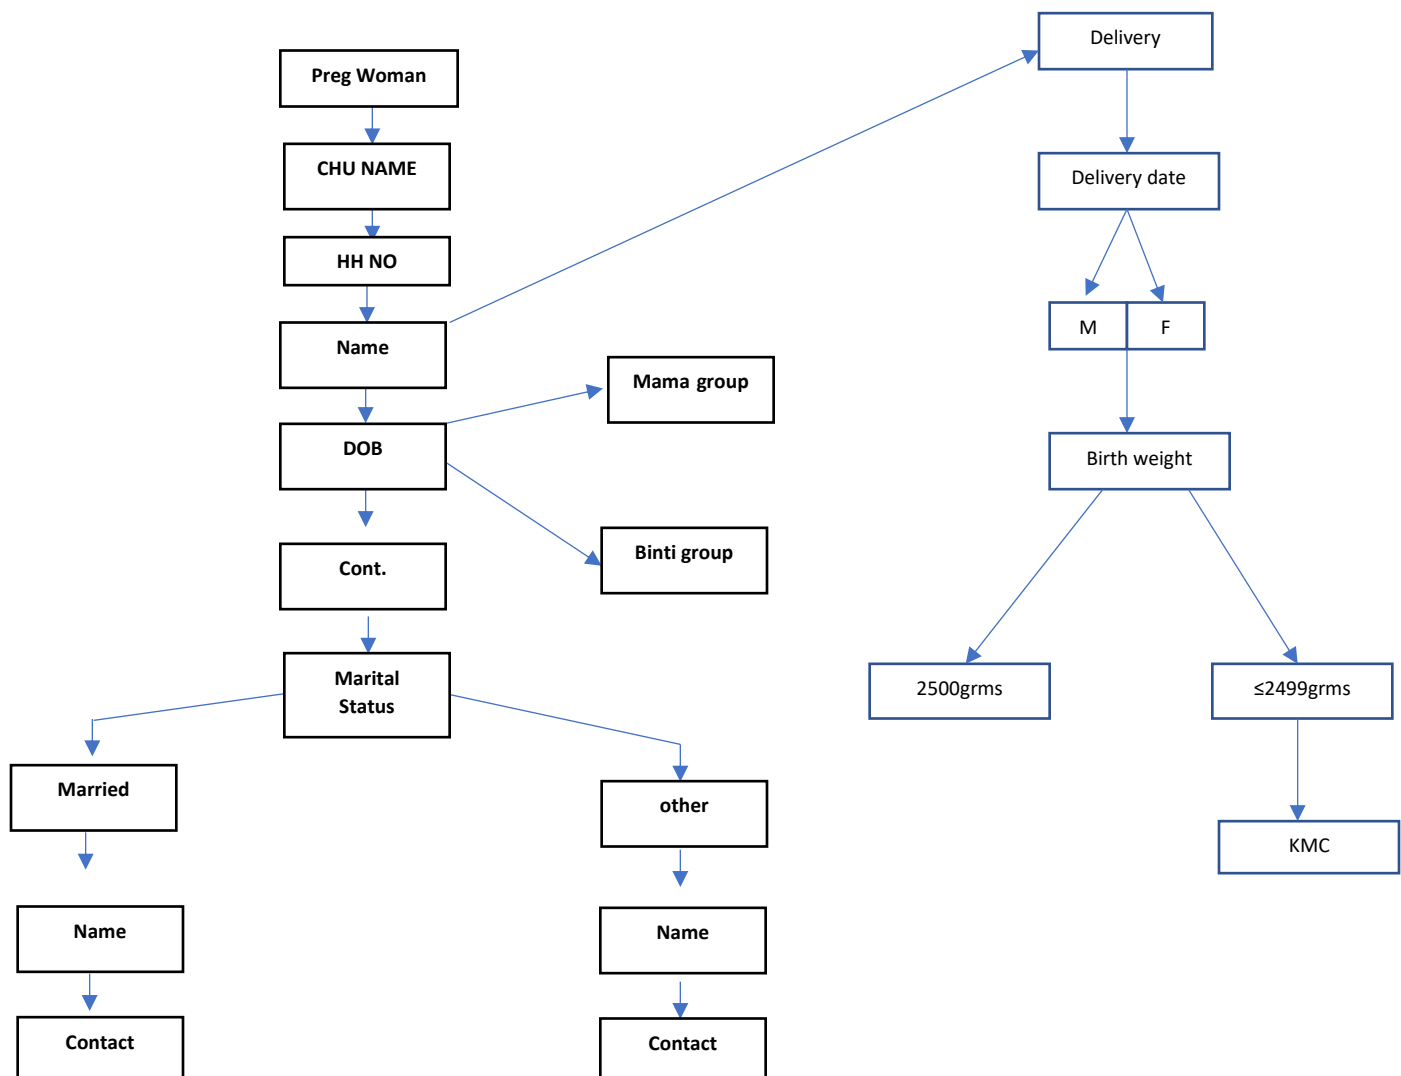 Preg Woman
CHU NAME
HH NO
Name
DOB
Mama group
Binti group
Cont.
Marital
Status
Married
Name
Contact
other
Name
Contact
Delivery
Delivery date
M
F
Birth weight
2500grms
≤2499grms
KMC